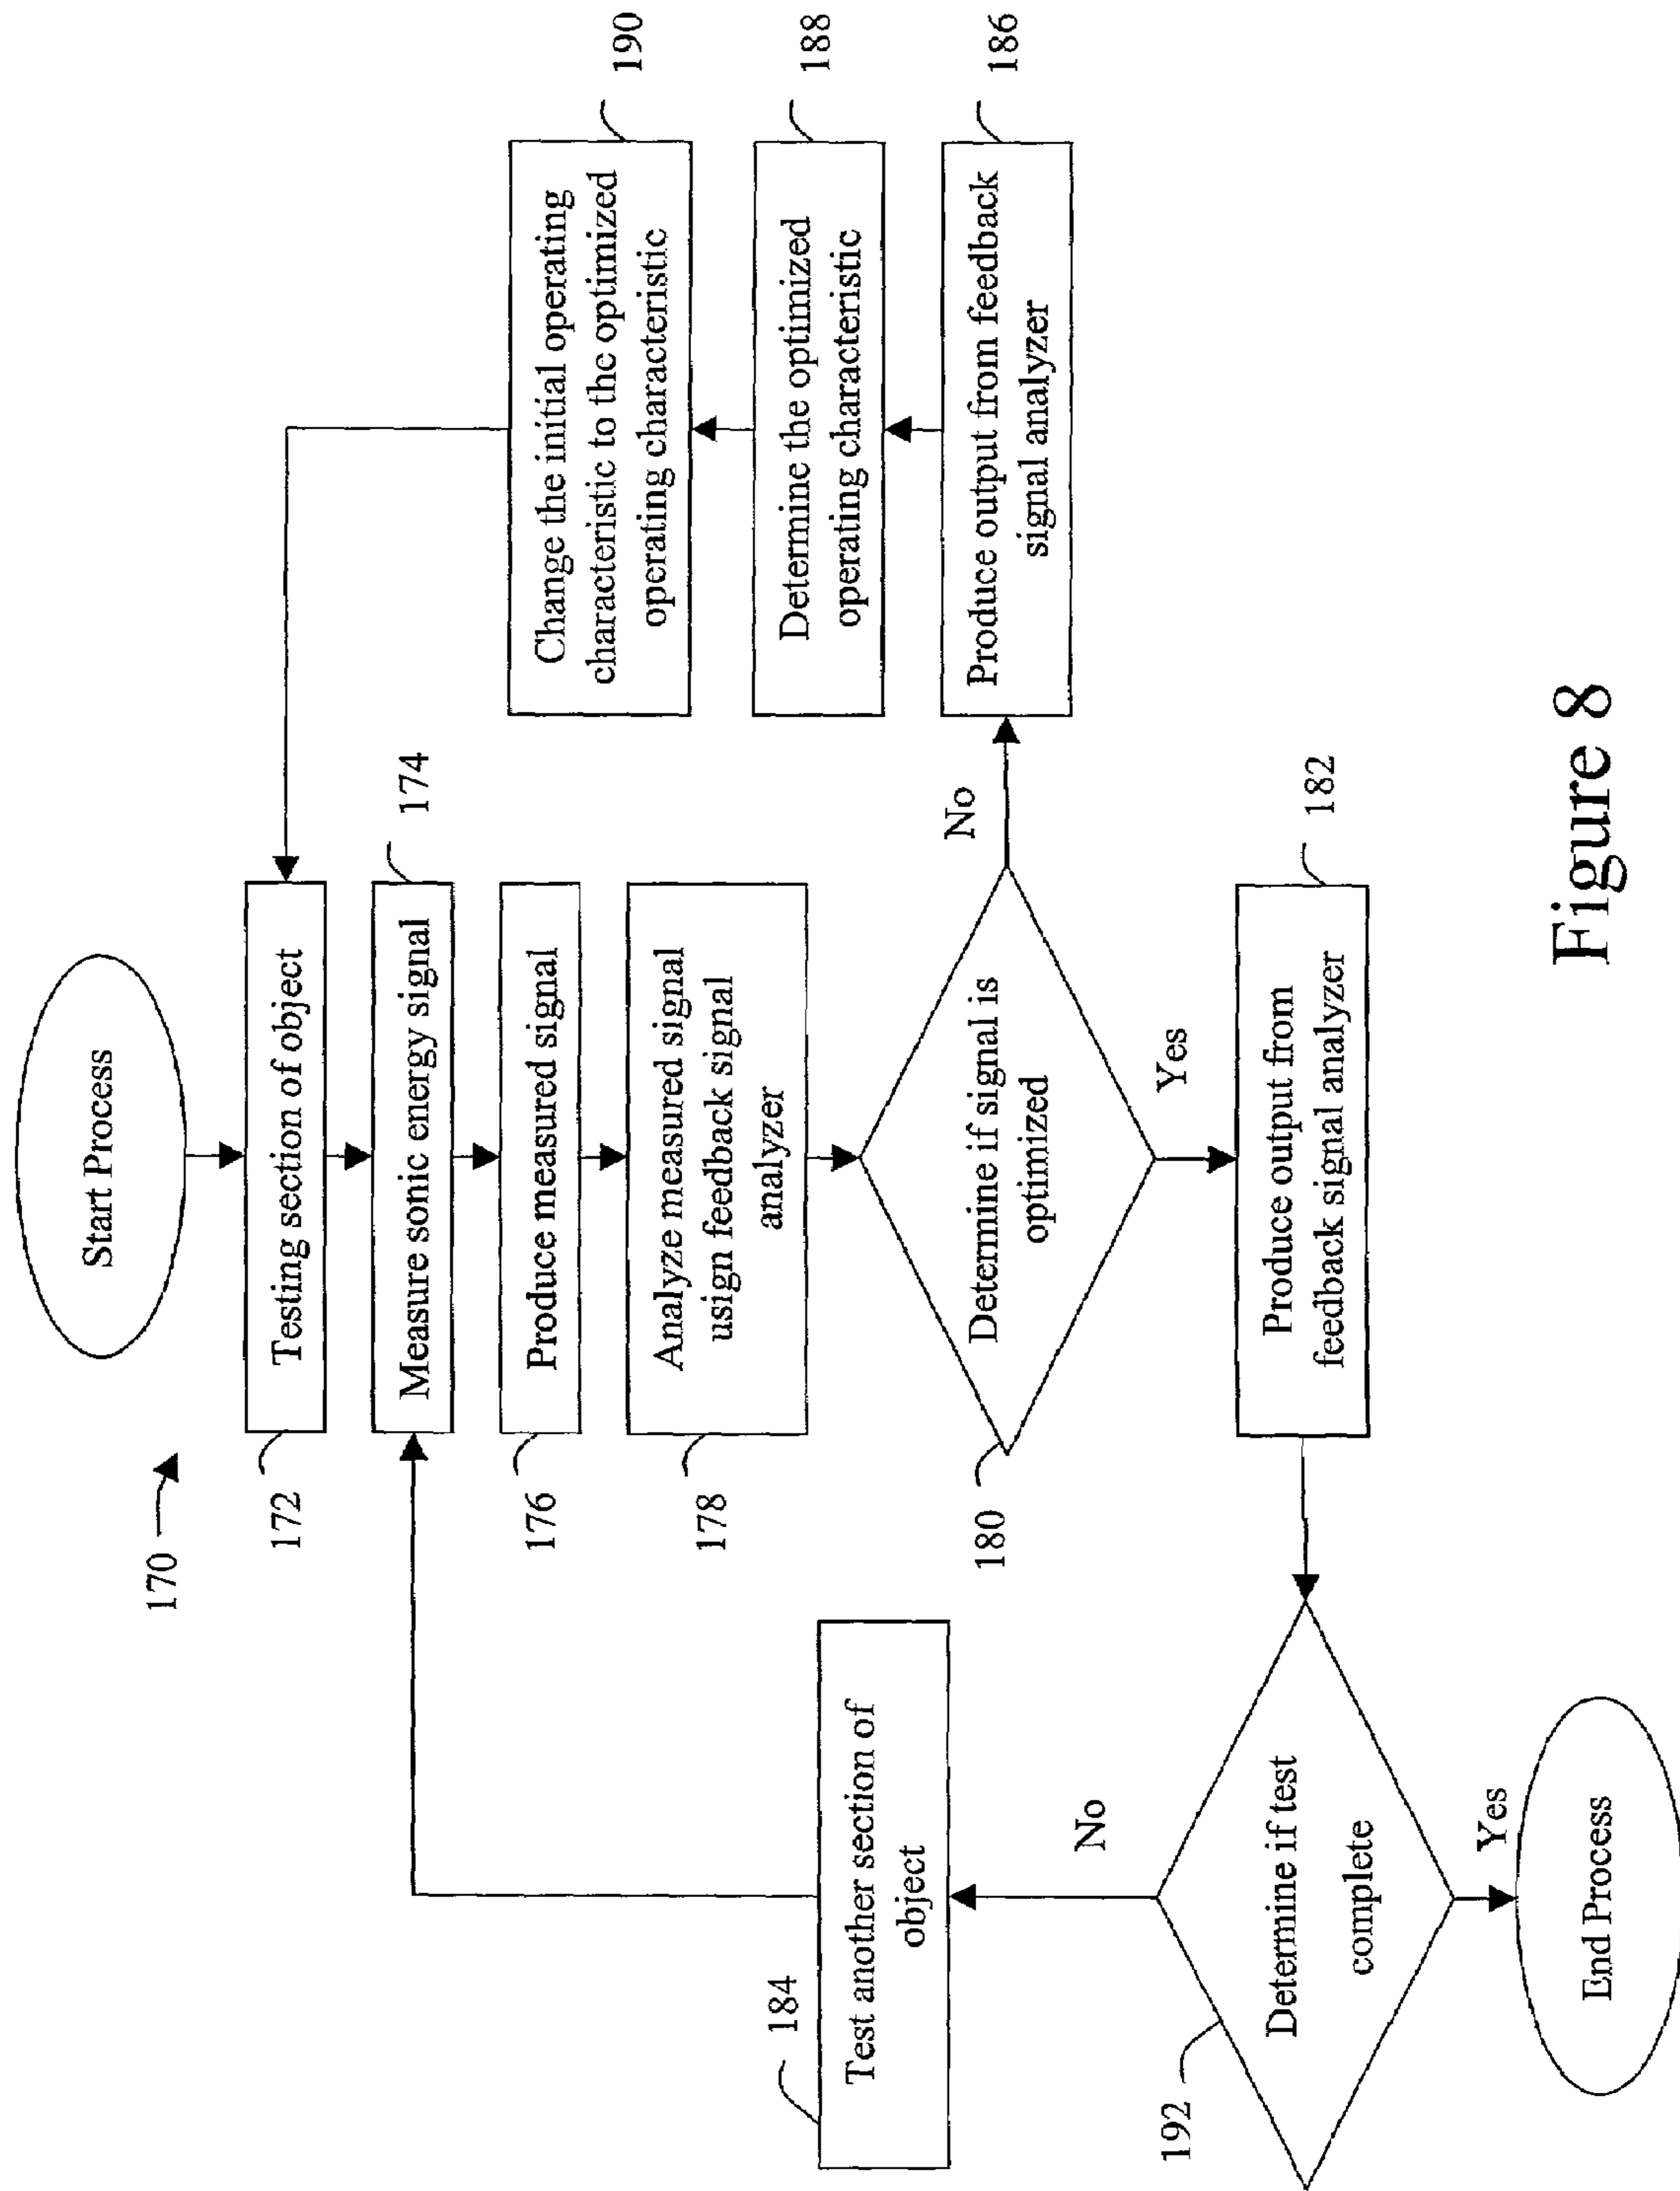 170
Start Process
172
Testing section of object
Measure sonic energy signal
174
176
Produce measured signal
178
Analyze measured signal
usign feedback signal
analyzer
180
Determine if signal is
optimized
No
Yes
Produce output from feedback
signal analyzer
186
Determine the optimized
operating characteristic
188
Change the initial operating
characteristic to the optimized
operating characteristic
190
Produce output from
feedback signal analyzer
182
192
Determine if test
complete
No
Yes
184
Test another section of
object
End Process
Figure 8